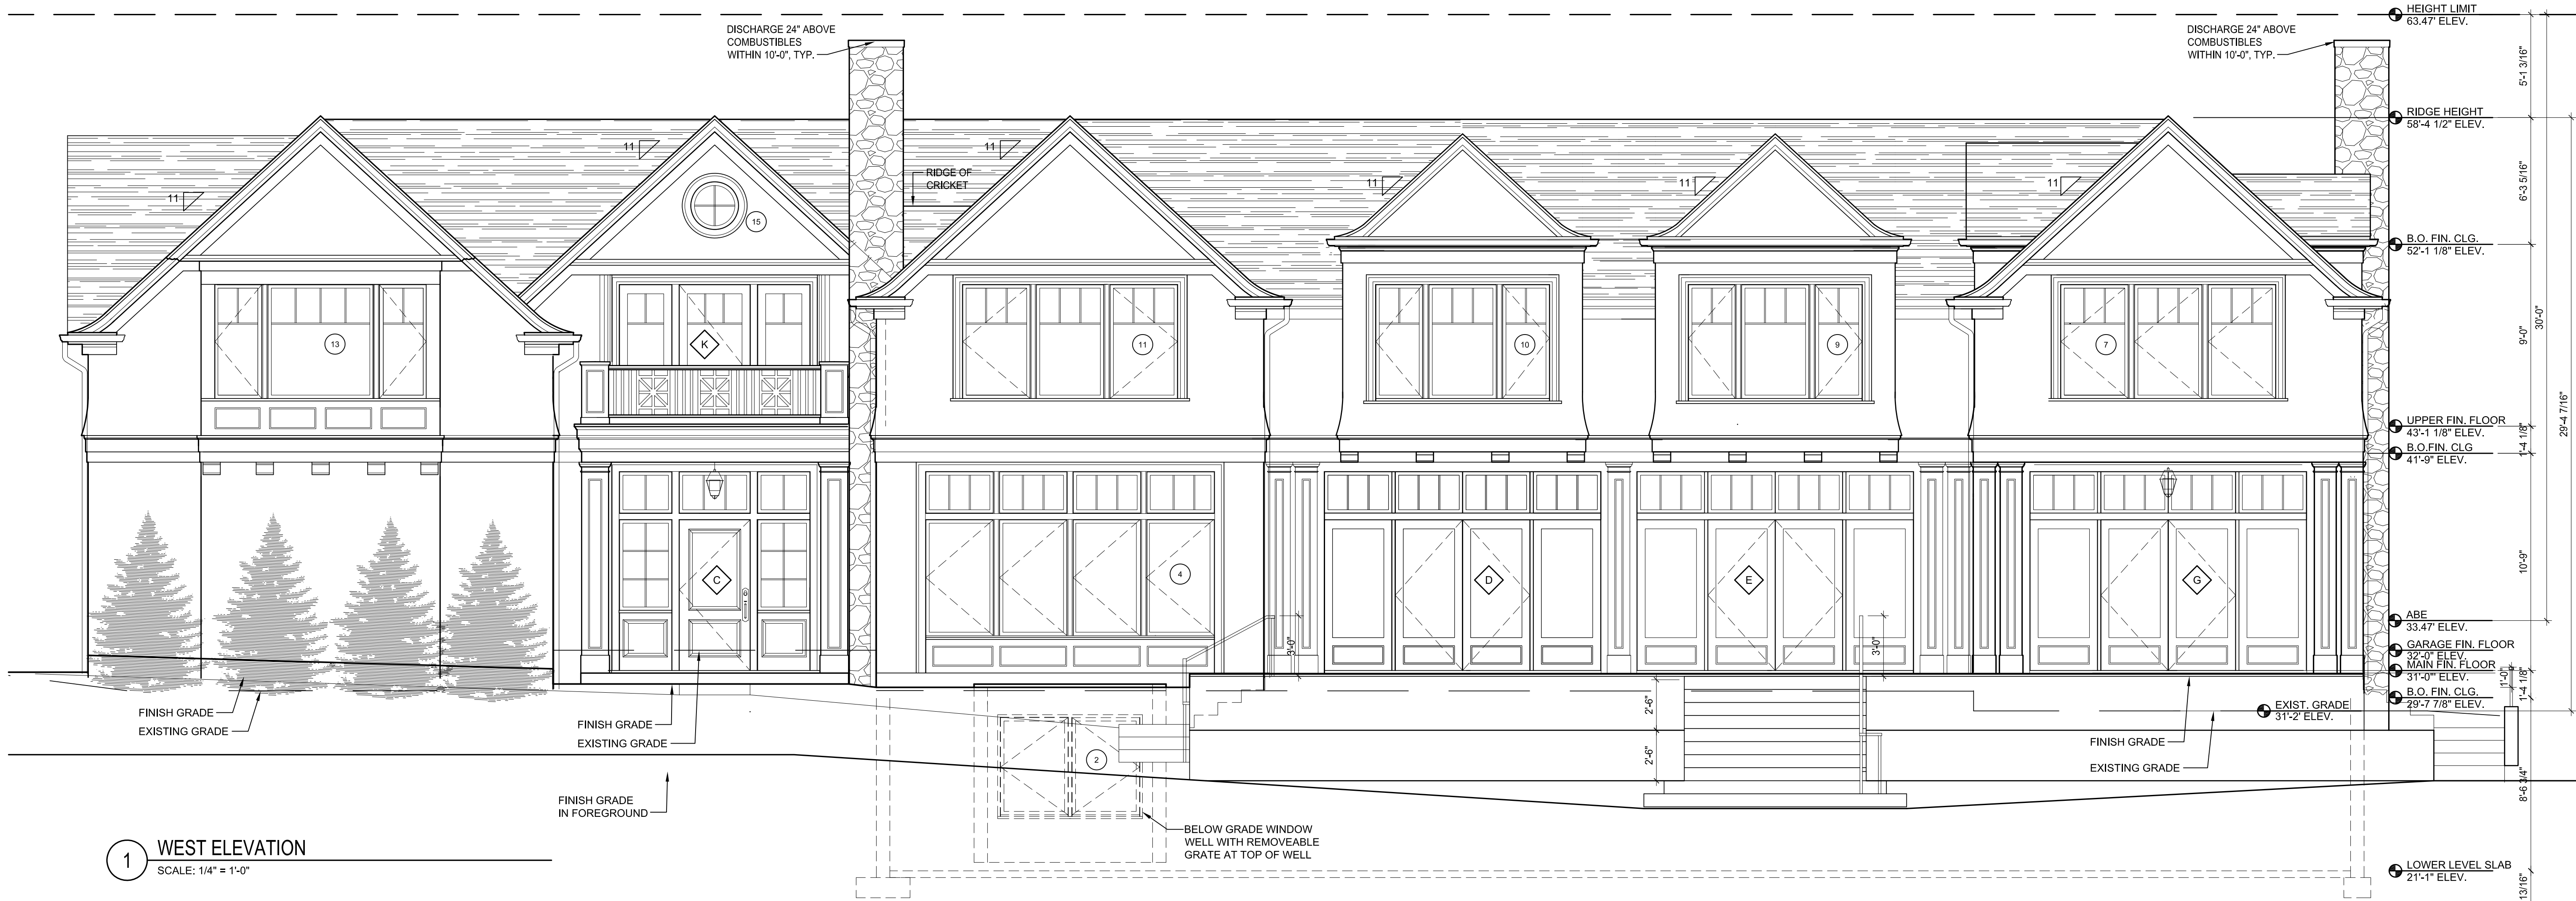 DISCHARGE 24" ABOVE
COMBUSTIBLES
WITHIN 10'-0", TYP.
DISCHARGE 24" ABOVE
COMBUSTIBLES
WITHIN 10'-0", TYP.
HEIGHT LIMIT
63.47' ELEV.
5'-1 3/16"
RIDGE HEIGHT
58'-4 1/2" ELEV.
6'-3 5/16"
B.O. FIN. CLG.
52'-1 1/8" ELEV.
9'-0"
30'-0"
29'-4 7/16"
UPPER FIN. FLOOR
43'-1 1/8" ELEV.
1'-4 1/8"
B.O.FIN. CLG
41'-9" ELEV.
10'-9"
ABE
33.47' ELEV.
GARAGE FIN. FLOOR
32'-0" ELEV.
MAIN FIN. FLOOR
31'-0"' ELEV.
1'-4 1/8"
1'-0"
B.O. FIN. CLG.
29'-7 7/8" ELEV.
EXIST. GRADE
31'-2' ELEV.
8'-6 3/4"
LOWER LEVEL SLAB
21'-1" ELEV.
13/16"
11
11
11
11
11
11
RIDGE OF
CRICKET
15
13
K
11
10
9
7
C
4
D
E
G
3'-0"
3'-0"
2'-6"
2'-6"
2
FINISH GRADE
EXISTING GRADE
FINISH GRADE
EXISTING GRADE
FINISH GRADE
EXISTING GRADE
FINISH GRADE
IN FOREGROUND
BELOW GRADE WINDOW
WELL WITH REMOVEABLE
GRATE AT TOP OF WELL
1
WEST ELEVATION
SCALE: 1/4" = 1'-0"